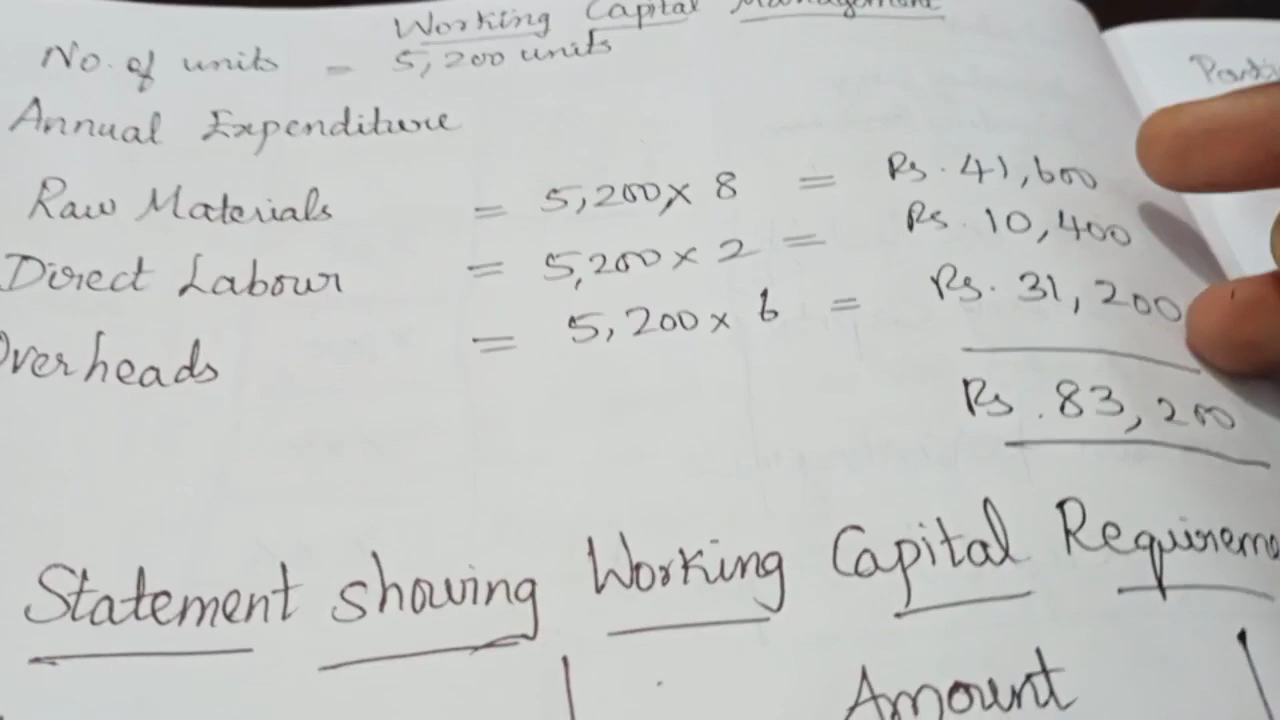 Working Capital Management
No. of units = 5,200 units
Annual Expenditure
Raw Materials = 5,200 x 8 = Rs. 41,600
Direct Labour = 5,200 x 2 = Rs. 10,400
Overheads = 5,200 x 6 = Rs. 31,200
Rs. 83,200
Statement showing Working Capital Requireme
Amount